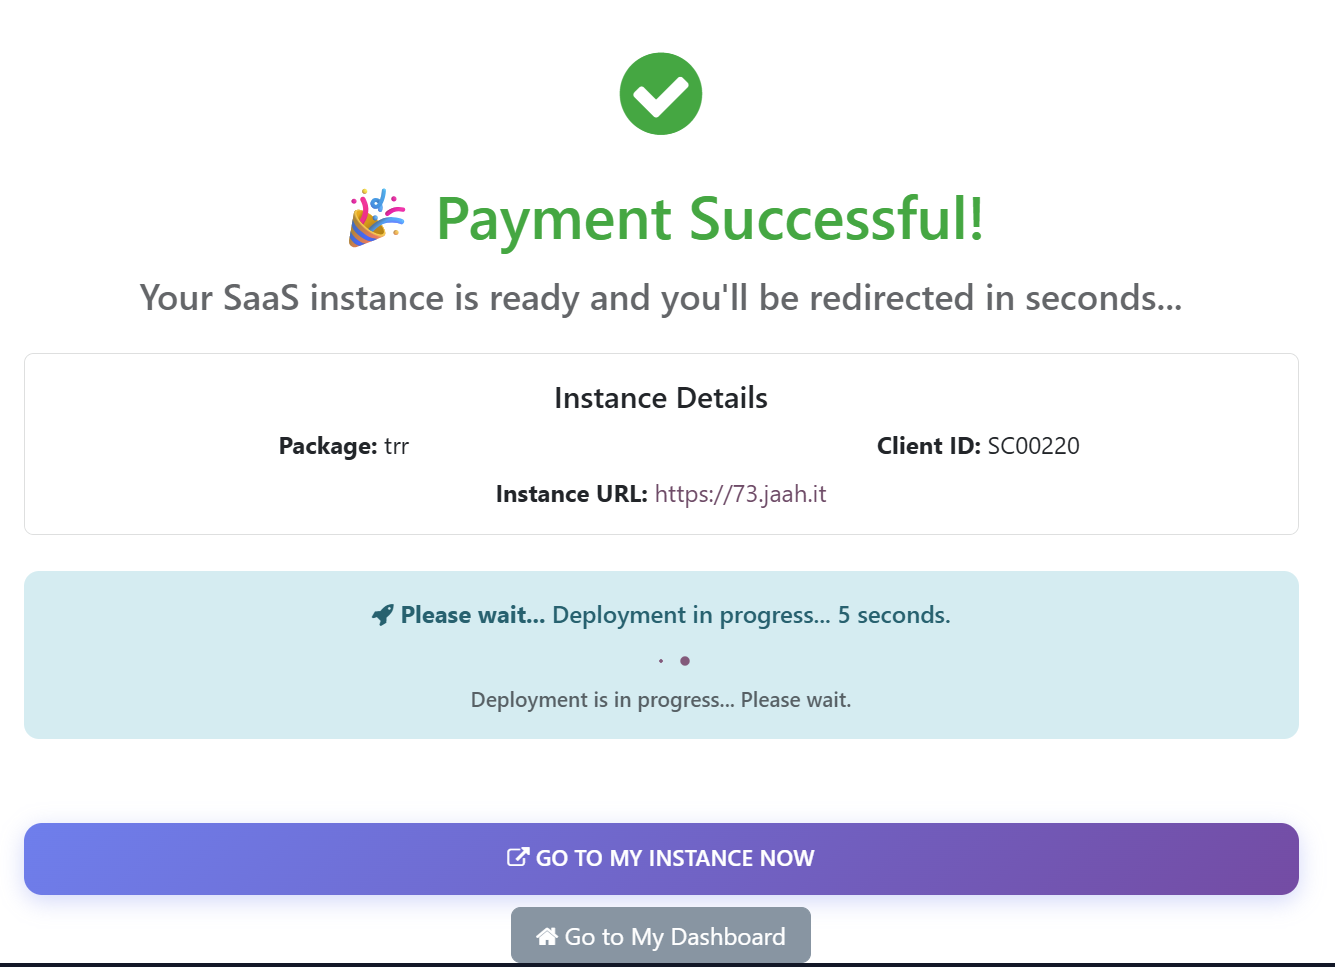 Payment Successful!
Your SaaS instance is ready and you'll be redirected in seconds...
Instance Details
Package: trr
Client ID: SC00220
Instance URL: https://73.jaah.it
Please wait... Deployment in progress... 5 seconds.
Deployment is in progress... Please wait.
GO TO MY INSTANCE NOW
Go to My Dashboard